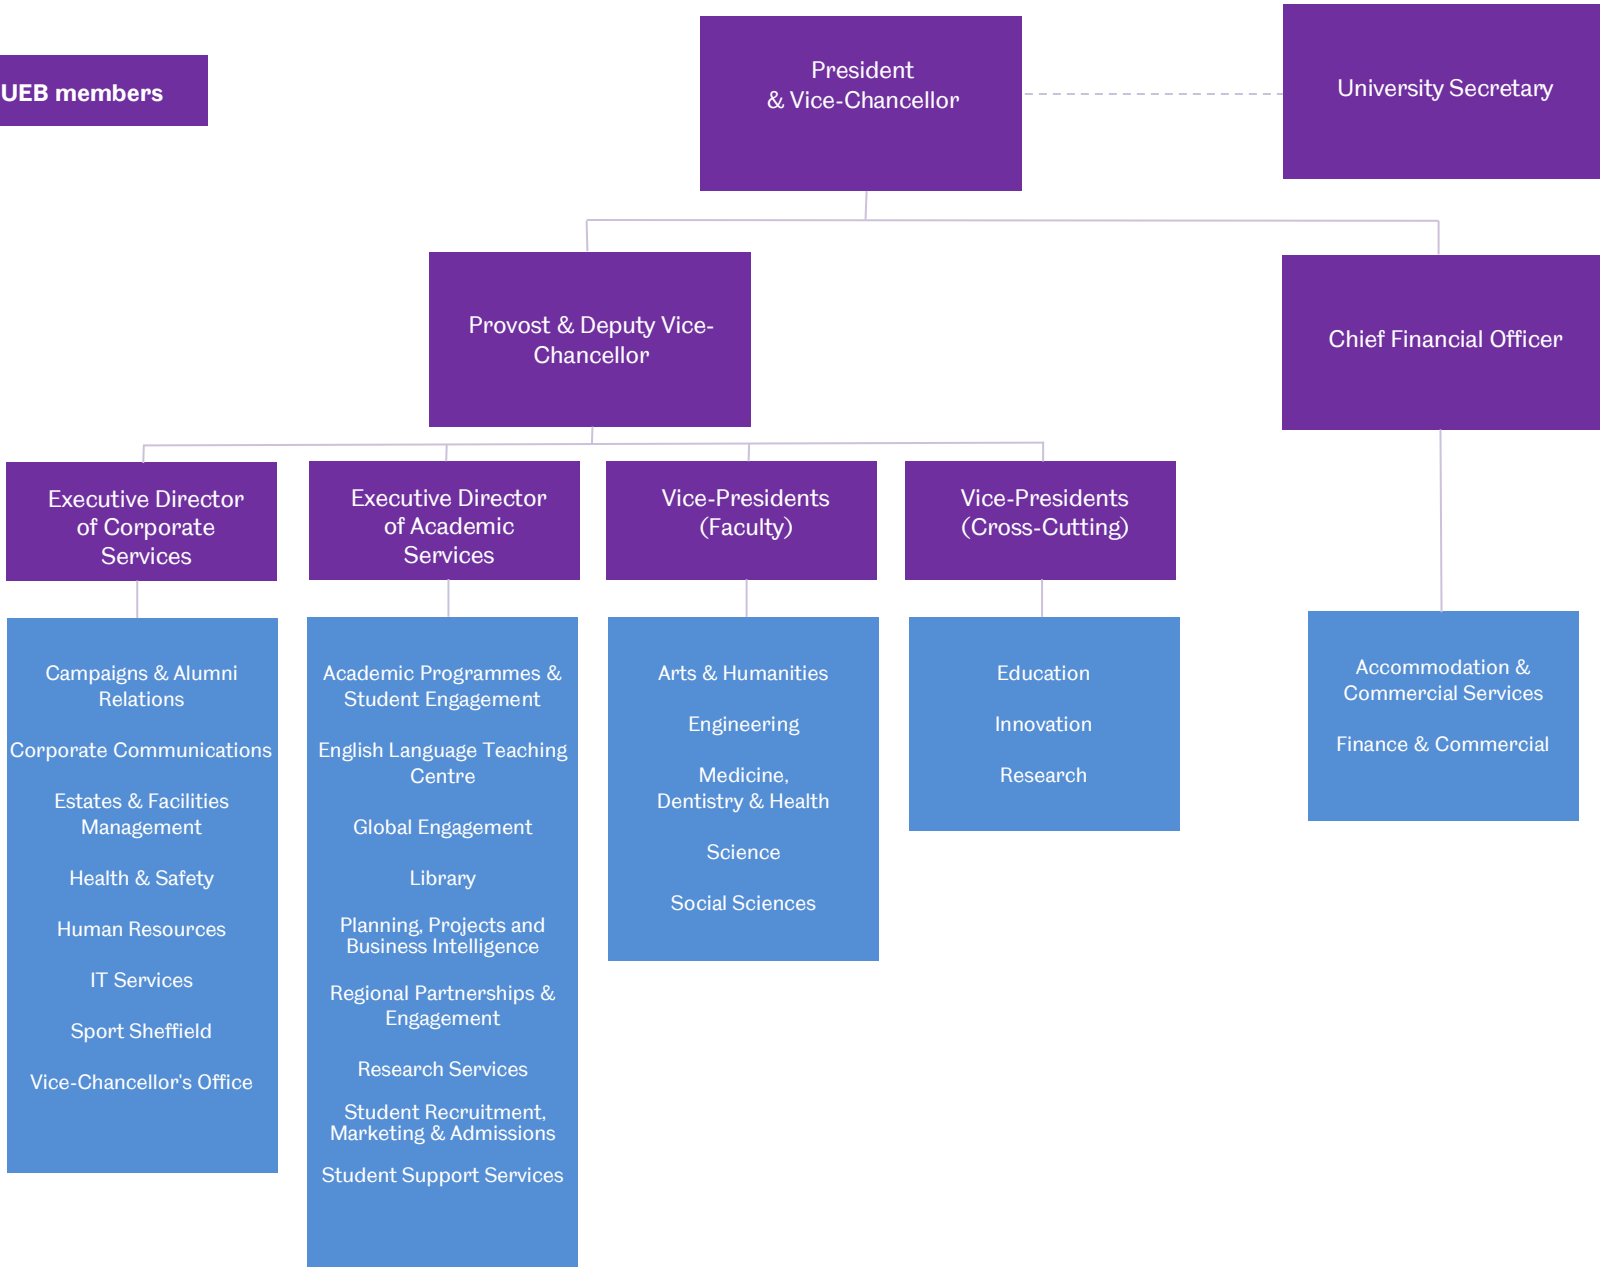 UEB members
President
& Vice-Chancellor
University Secretary
Provost & Deputy Vice-
Chancellor
Chief Financial Officer
Executive Director
of Corporate
Services
Executive Director
of Academic
Services
Vice-Presidents
(Faculty)
Vice-Presidents
(Cross-Cutting)
Campaigns & Alumni
Relations
Corporate Communications
Estates & Facilities
Management
Health & Safety
Human Resources
IT Services
Sport Sheffield
Vice-Chancellor's Office
Academic Programmes &
Student Engagement
English Language Teaching
Centre
Global Engagement
Library
Planning, Projects and
Business Intelligence
Regional Partnerships &
Engagement
Research Services
Student Recruitment,
Marketing & Admissions
Student Support Services
Arts & Humanities
Engineering
Medicine,
Dentistry & Health
Science
Social Sciences
Education
Innovation
Research
Accommodation &
Commercial Services
Finance & Commercial